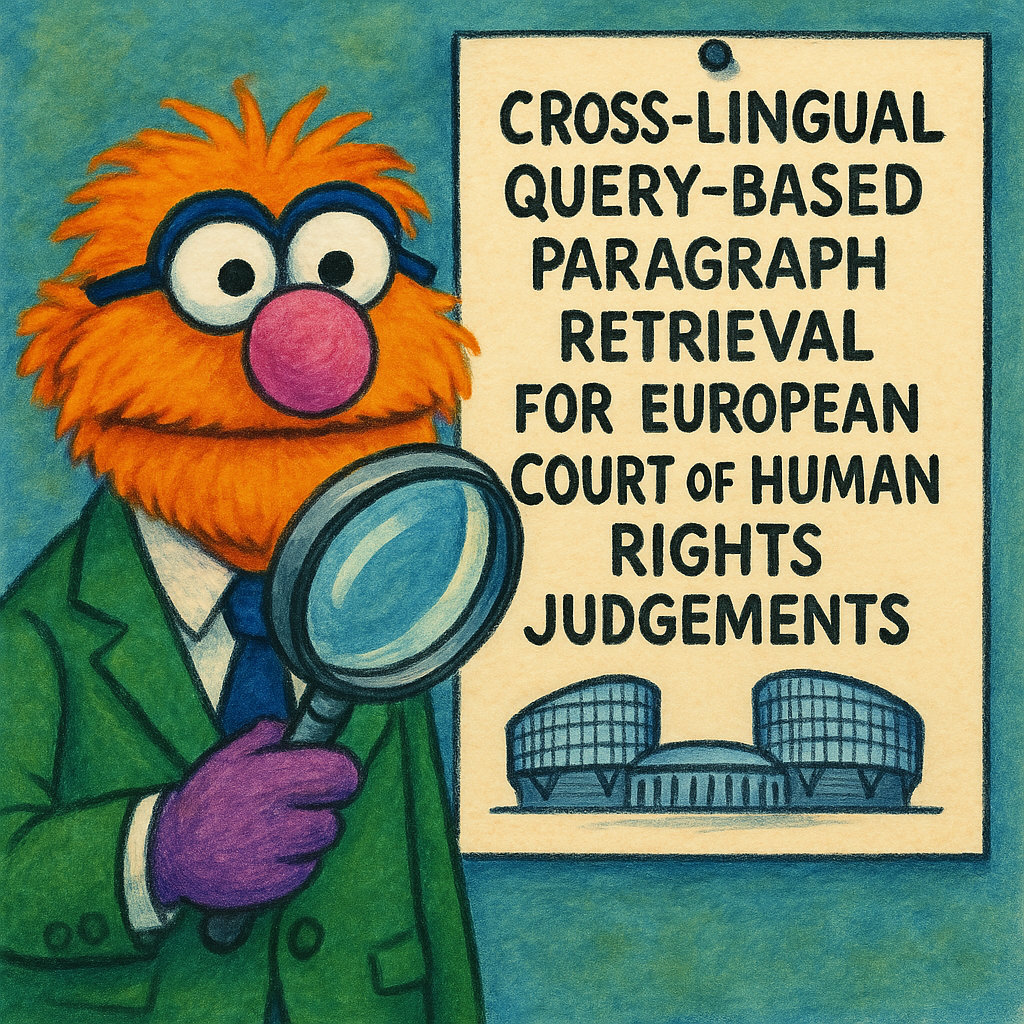 CROSS-LINGUAL
QUERY-BASED
PARAGRAPH
RETRIEVAL
FOR EUROPEAN
COURT OF HUMAN
RIGHTS
JUDGEMENTS